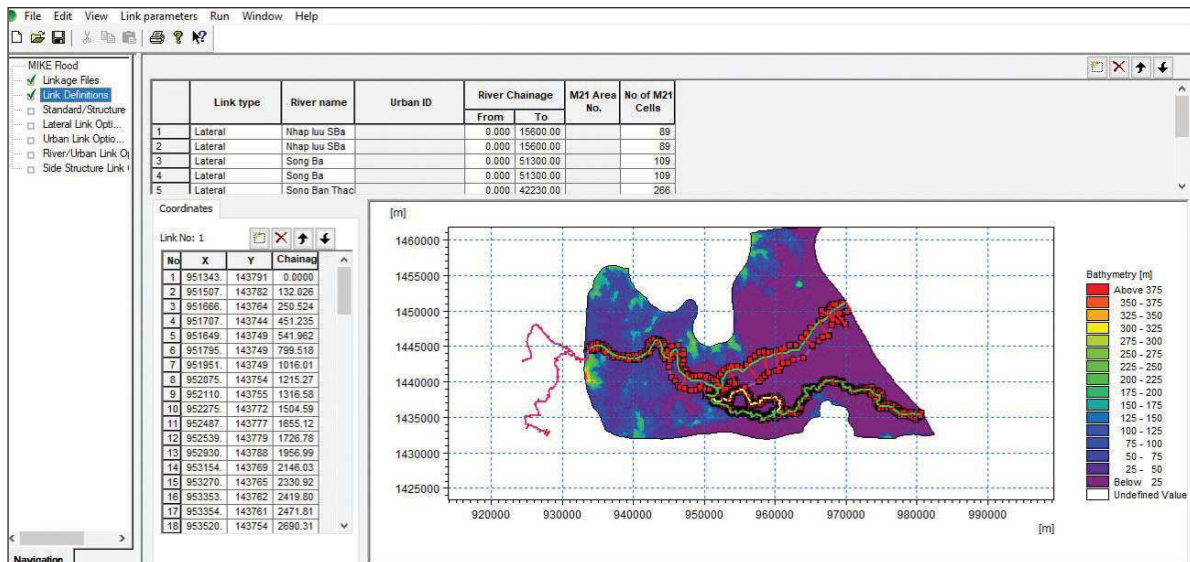 File Edit View Link parameters Run Window Help
MIKE Flood
Linkage Files
Link Definitions
Standard/Structure
Lateral Link Opti...
Urban Link Optio...
River/Urban Link Op
Side Structure Link
Navigation
Link type River name Urban ID River Chainage M21 Area No. No of M21 Cells
From To
1 Lateral Nhap luu SBa 0.000 15600.00 89
2 Lateral Nhap luu SBa 0.000 15600.00 89
3 Lateral Song Ba 0.000 51300.00 109
4 Lateral Song Ba 0.000 51300.00 109
5 Lateral Song Ban Thac 0.000 42230.00 266
Coordinates
Link No: 1
No X Y Chainag
1 951343. 143791 0.0000
2 951507. 143782 132.026
3 951666. 143764 250.524
4 951707. 143744 451.235
5 951649. 143749 541.962
6 951795. 143749 799.518
7 951951. 143749 1016.01
8 952075. 143754 1215.27
9 952110. 143755 1316.58
10 952275. 143772 1504.59
11 952487. 143777 1655.12
12 952539. 143779 1726.78
13 952930. 143788 1956.99
14 953154. 143769 2146.03
15 953270. 143765 2330.92
16 953353. 143762 2419.80
17 953354. 143761 2471.81
18 953520. 143754 2690.31
[m]
1460000
1455000
1450000
1445000
1440000
1435000
1430000
1425000
920000 930000 940000 950000 960000 970000 980000 990000
[m]
Bathymetry [m]
Above 375
350 - 375
325 - 350
300 - 325
275 - 300
250 - 275
225 - 250
200 - 225
175 - 200
150 - 175
125 - 150
100 - 125
75 - 100
50 - 75
25 - 50
Below 25
Undefined Value